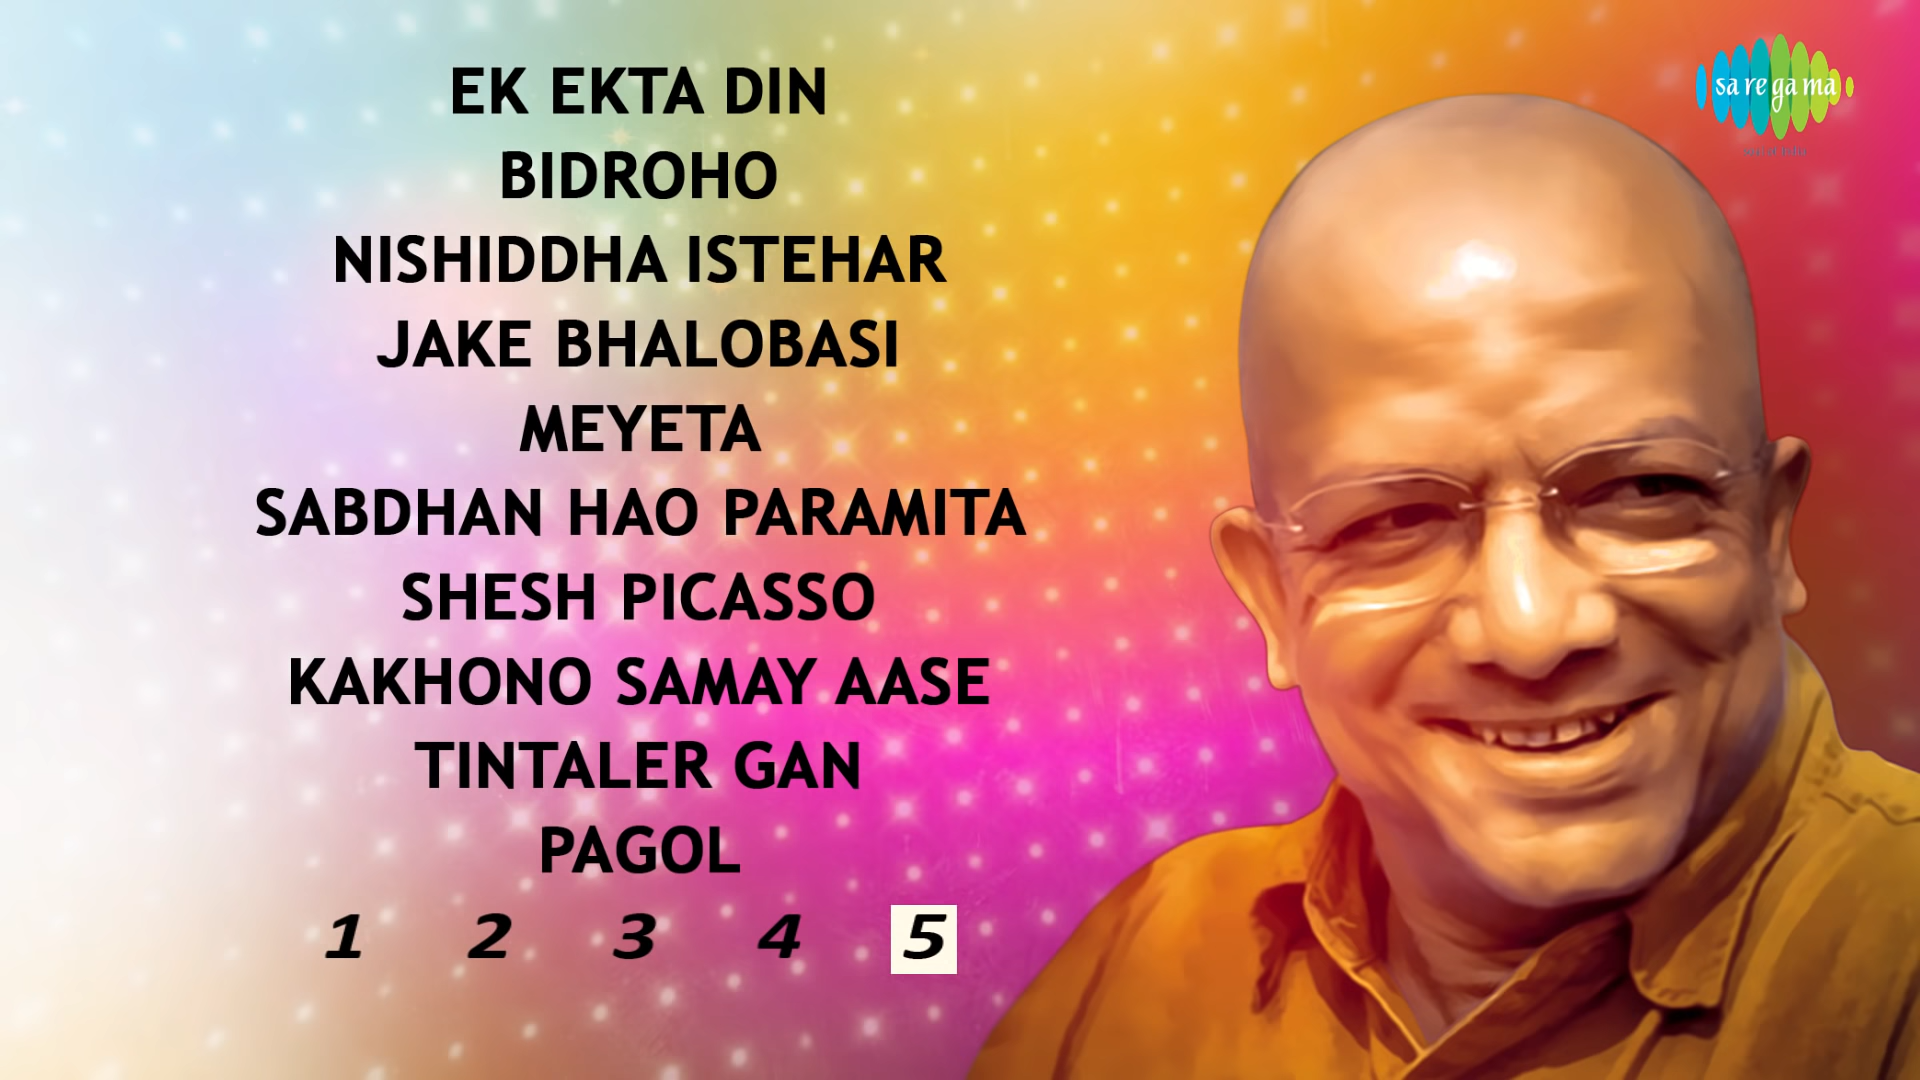 sa re ga ma
EK EKTA DIN
BIDROHO
NISHIDDHA ISTEHAR
JAKE BHALOBASI
MEYETA
SABDHAN HAO PARAMITA
SHESH PICASSO
KAKHONO SAMAY AASE
TINTALER GAN
PAGOL
1 2 3 4 5